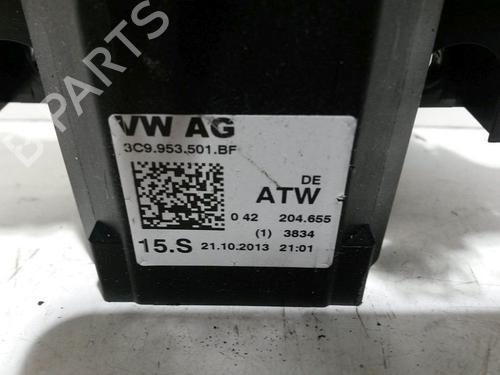 B PARTS
VW AG
3C9.953.501.BF
DE
ATW
0 42 204.655
(1) 3834
15.S 21.10.2013 21:01